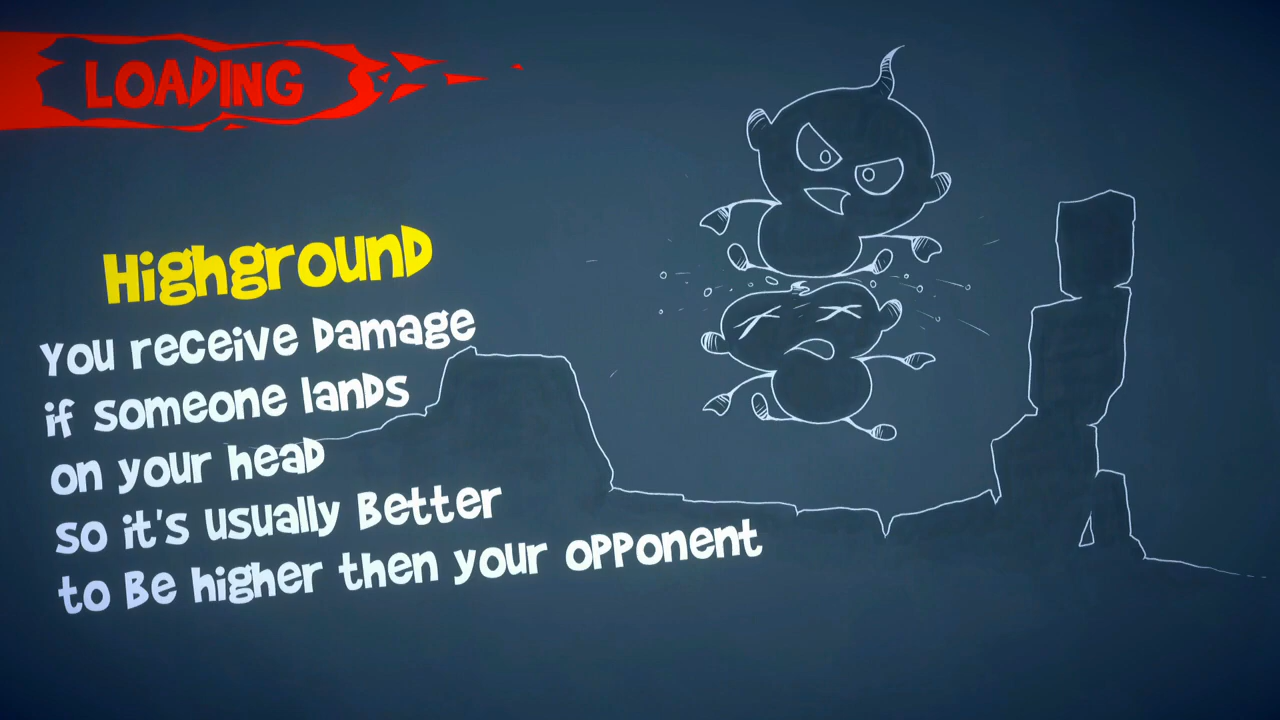 LOADING
Highground
You receive Damage
if someone lands
on your head
so it's usually Better
to Be higher then your opponent